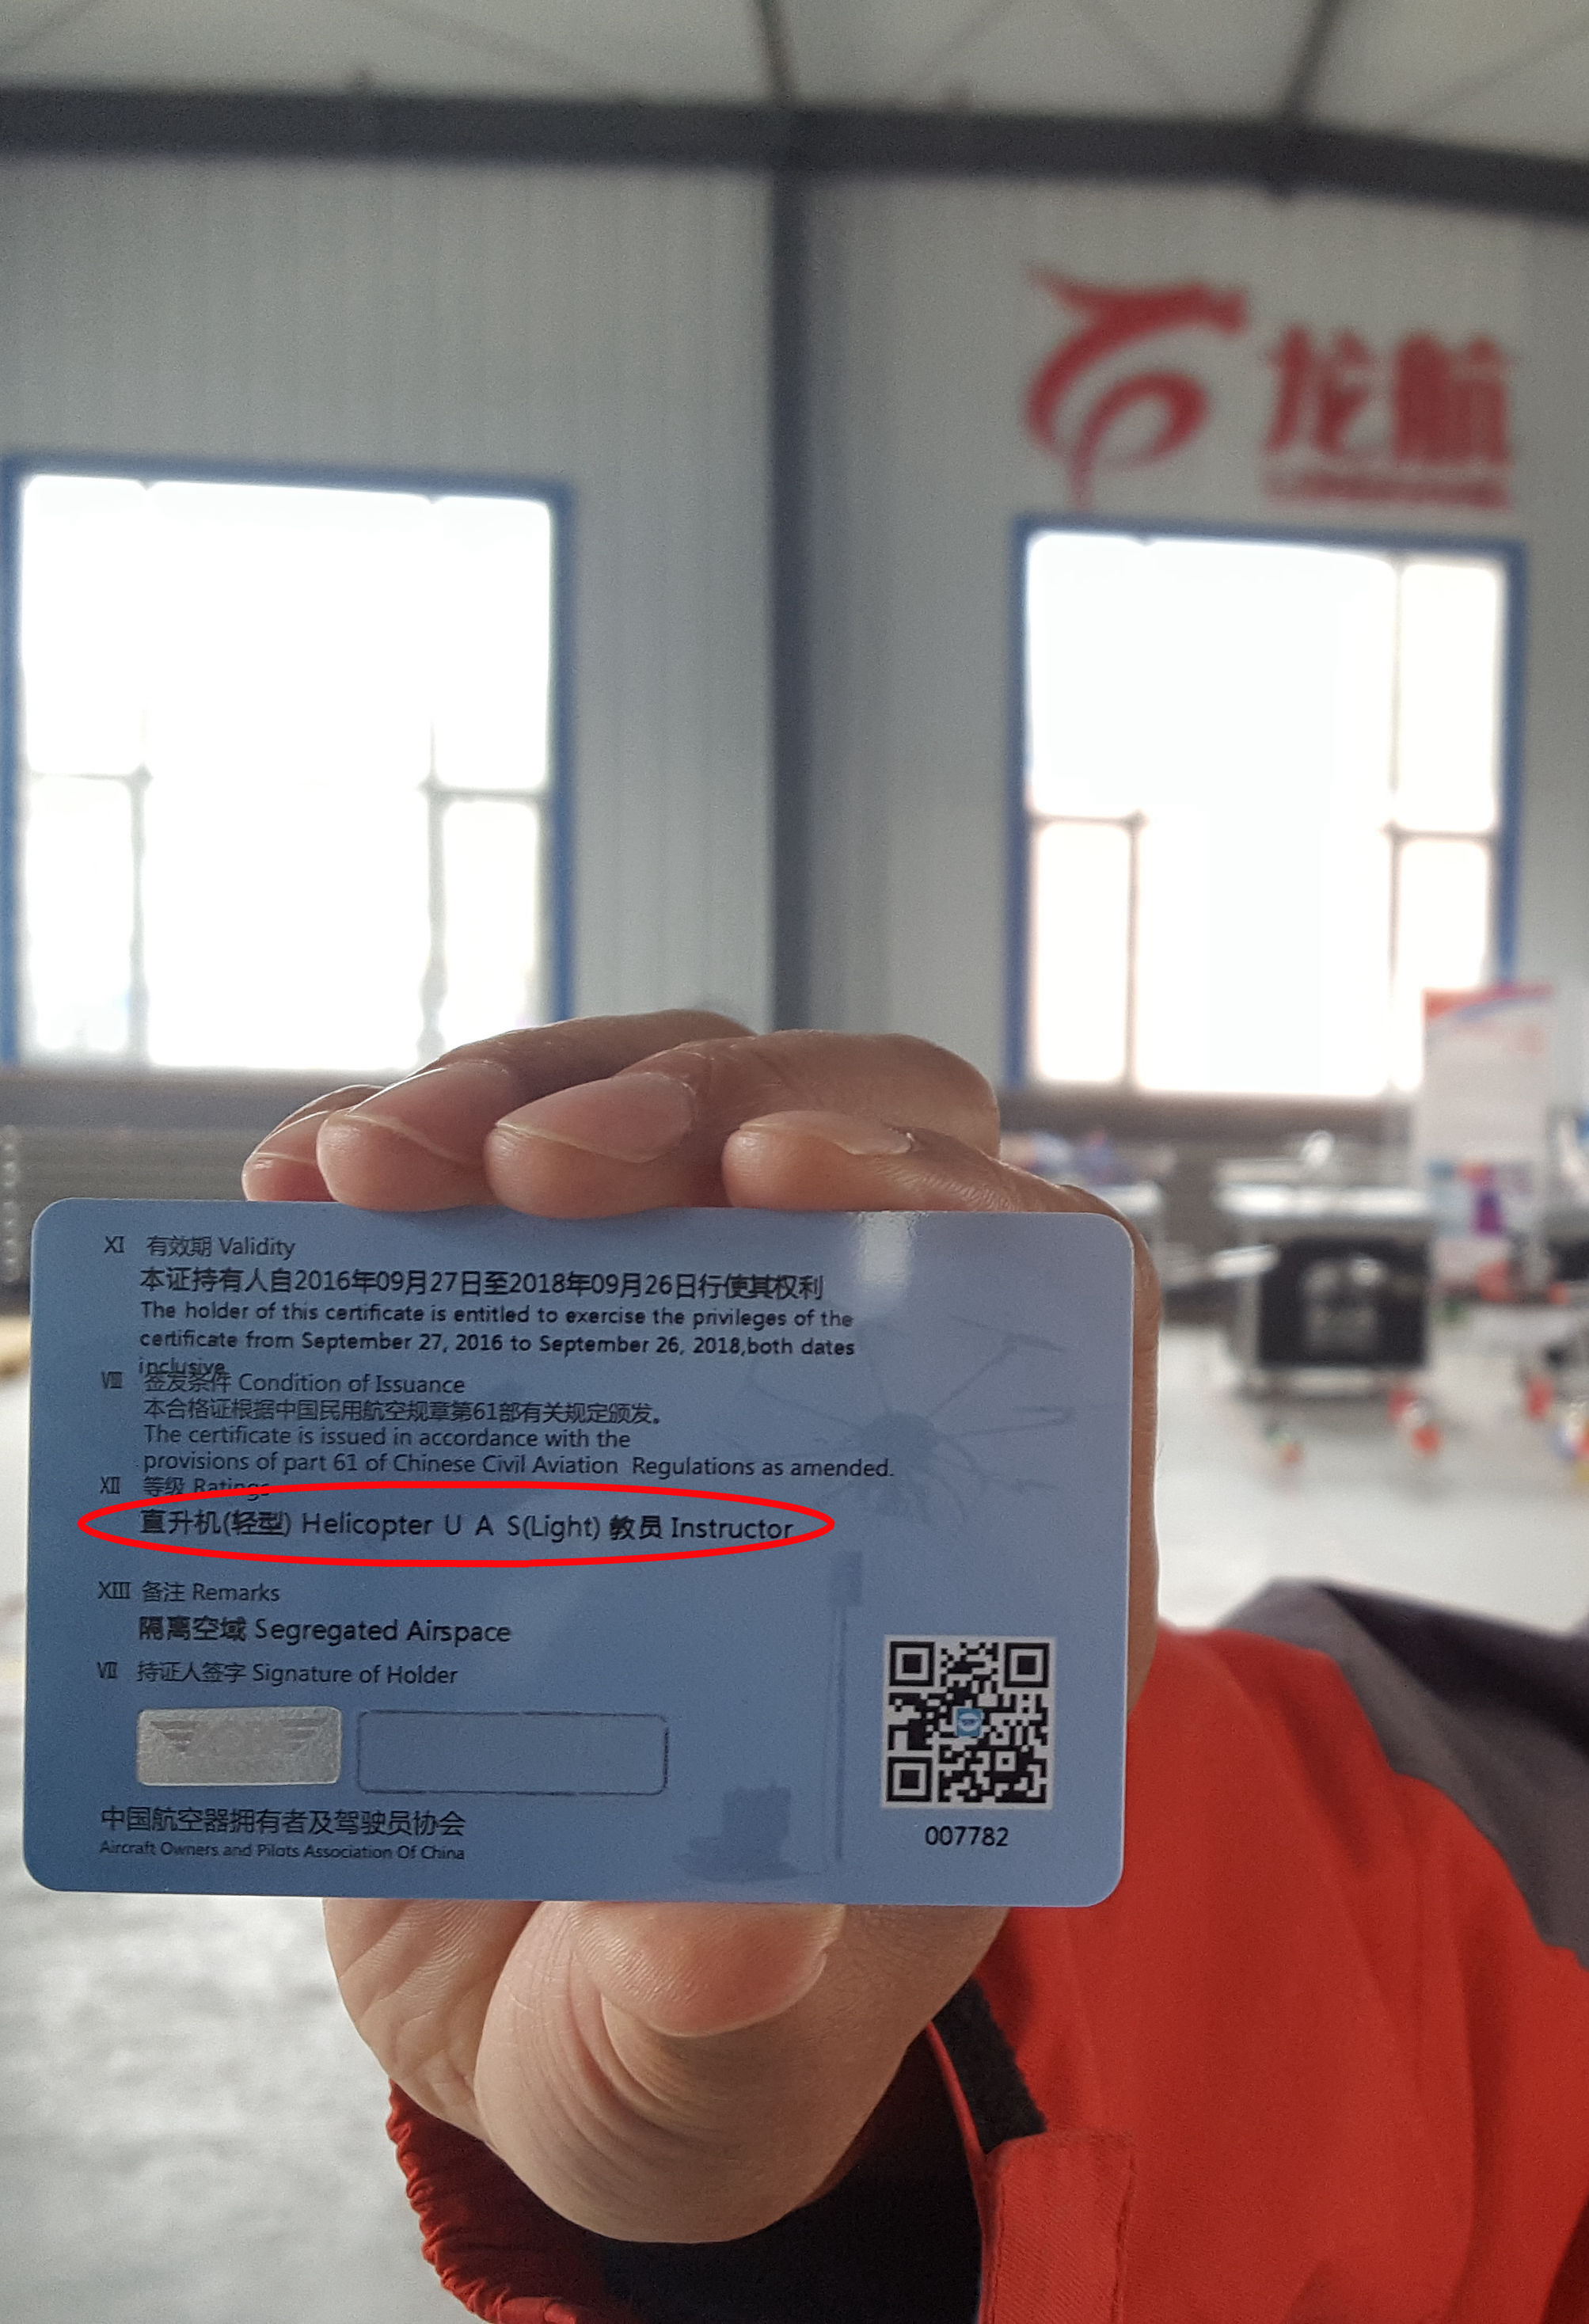 龙航
XI 有效期 Validity
本证持有人自2016年09月27日至2018年09月26日行使其权利
The holder of this certificate is entitled to exercise the privileges of the
certificate from September 27, 2016 to September 26, 2018,both dates
inclusive
VIII 签发条件 Condition of Issuance
本合格证根据中国民用航空规章第61部有关规定颁发。
The certificate is issued in accordance with the
provisions of part 61 of Chinese Civil Aviation Regulations as amended.
XII 等级 Ratings
直升机(轻型) Helicopter U A S(Light) 教员 Instructor
XIII 备注 Remarks
隔离空域 Segregated Airspace
VII 持证人签字 Signature of Holder
中国航空器拥有者及驾驶员协会
Aircraft Owners and Pilots Association Of China
007782